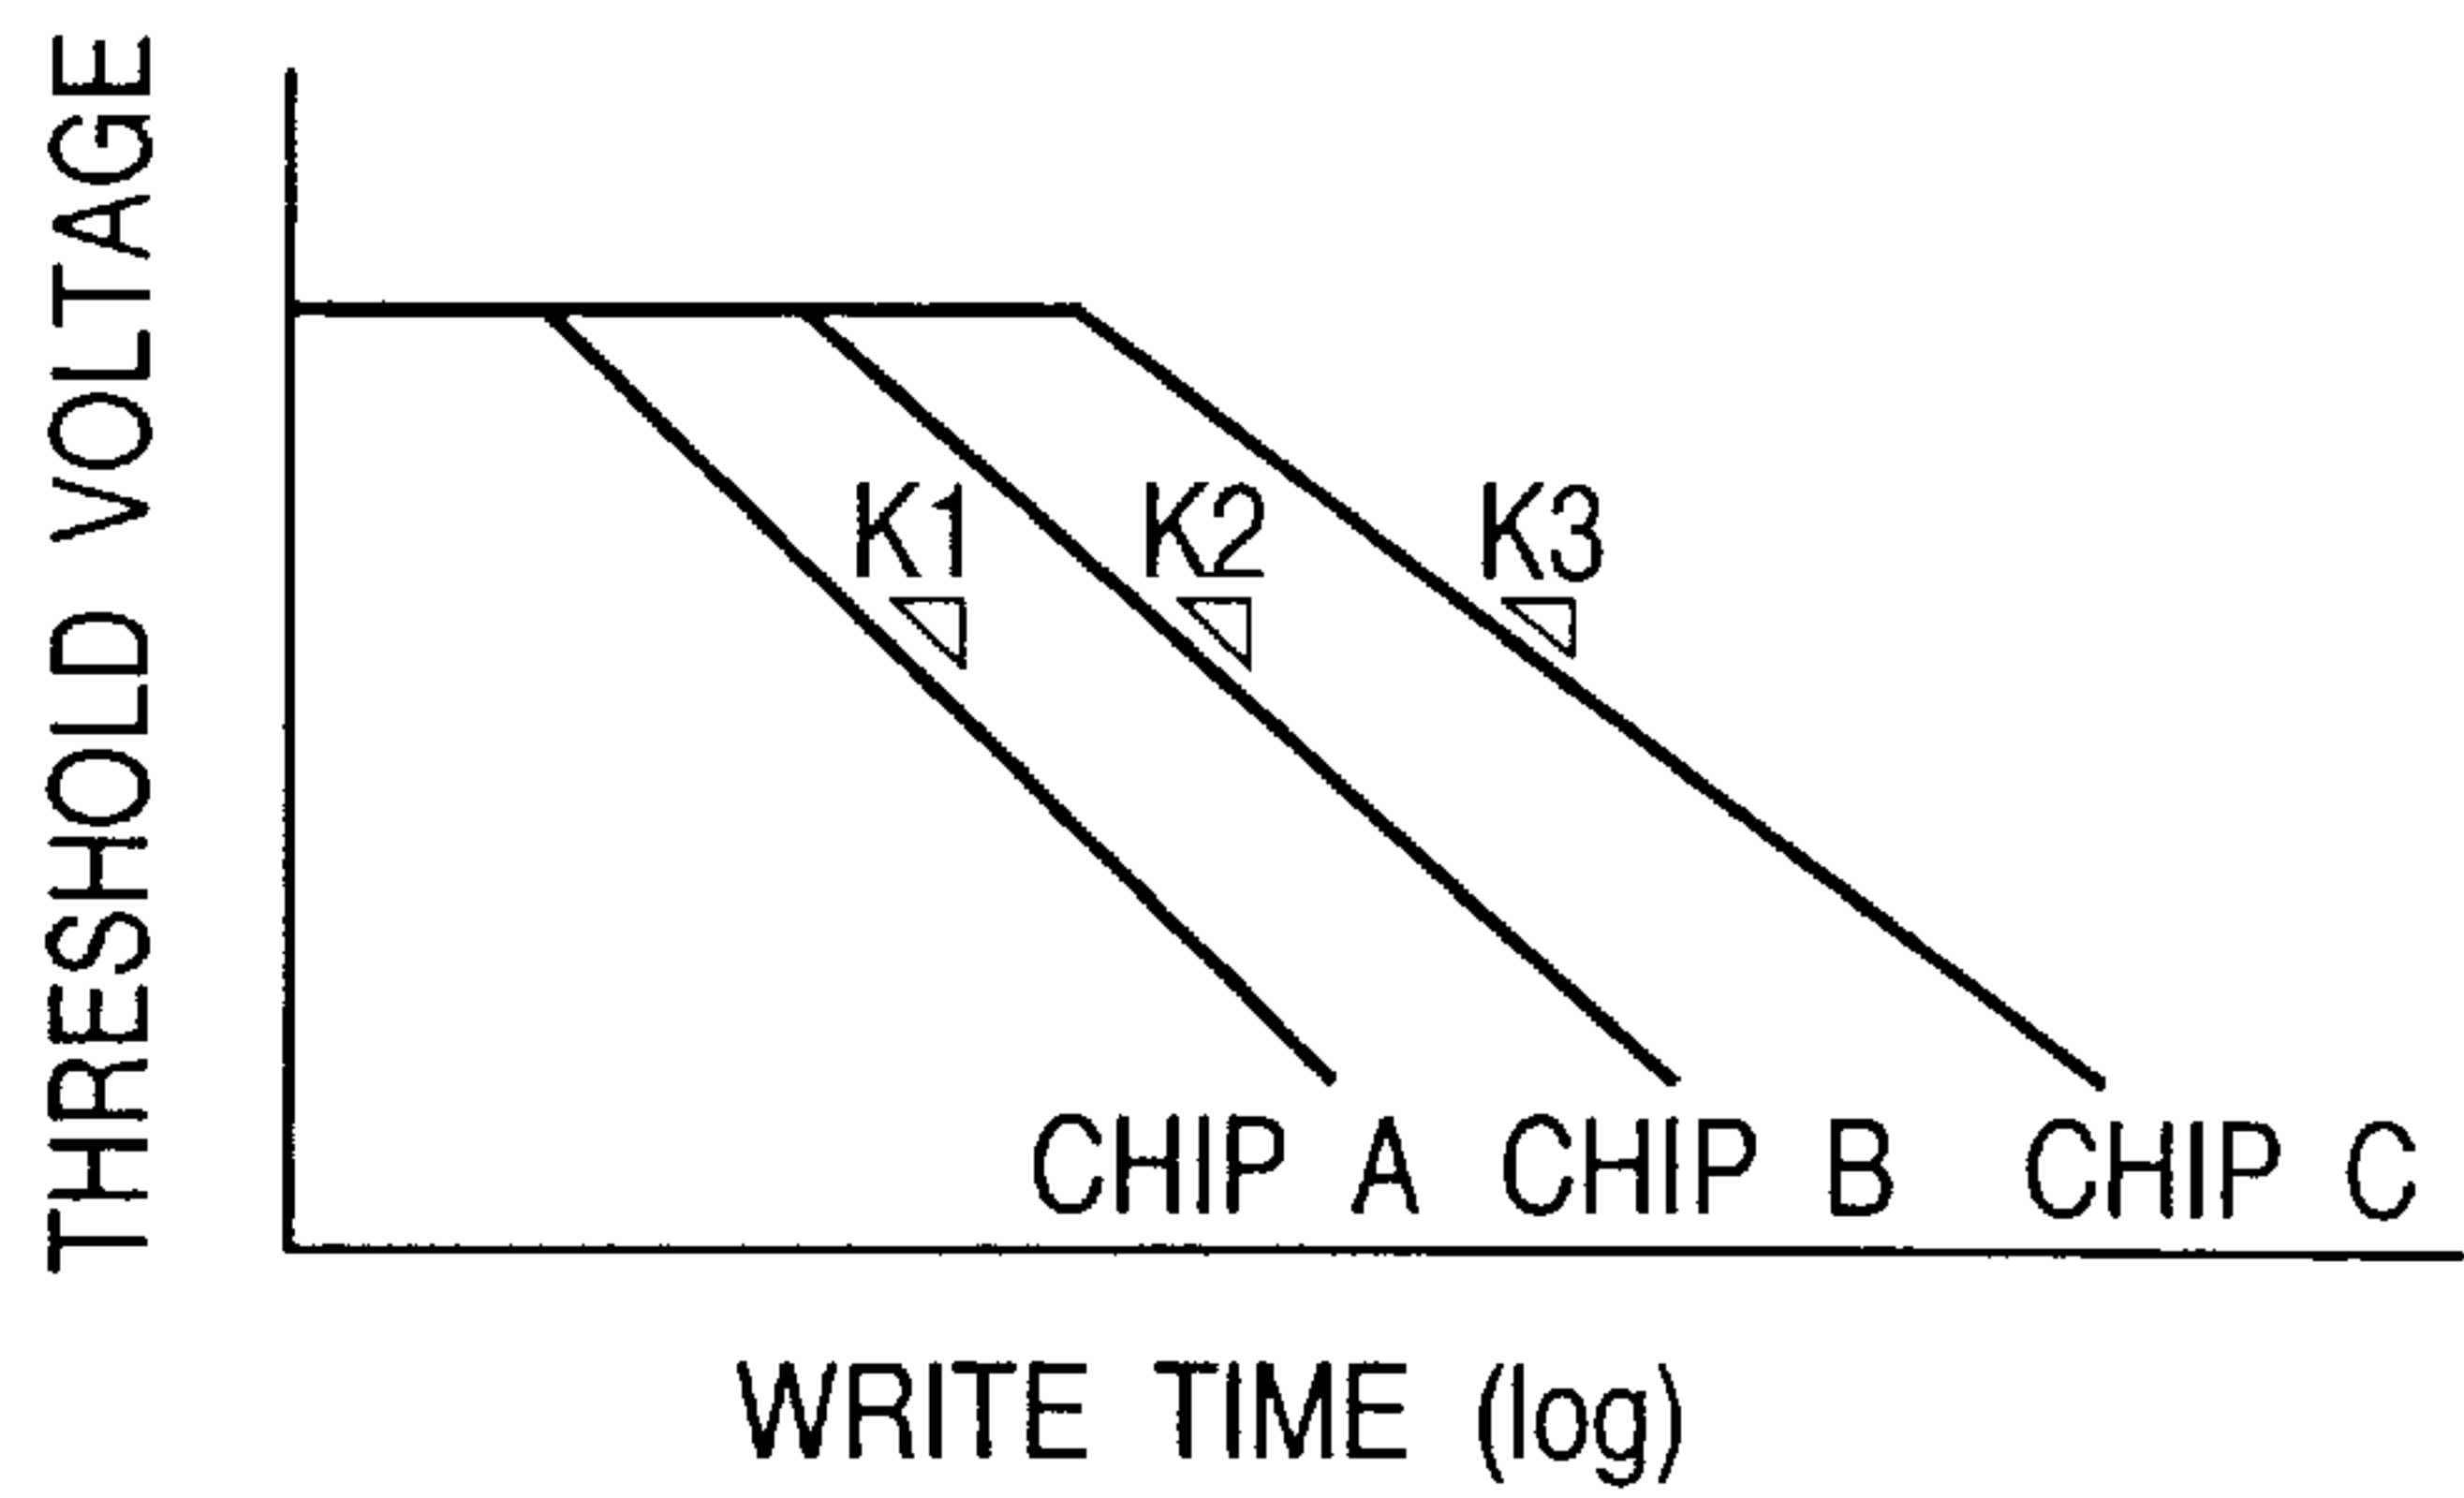 THRESHOLD VOLTAGE
K1 K2 K3
CHIP A CHIP B CHIP C
WRITE TIME (log)